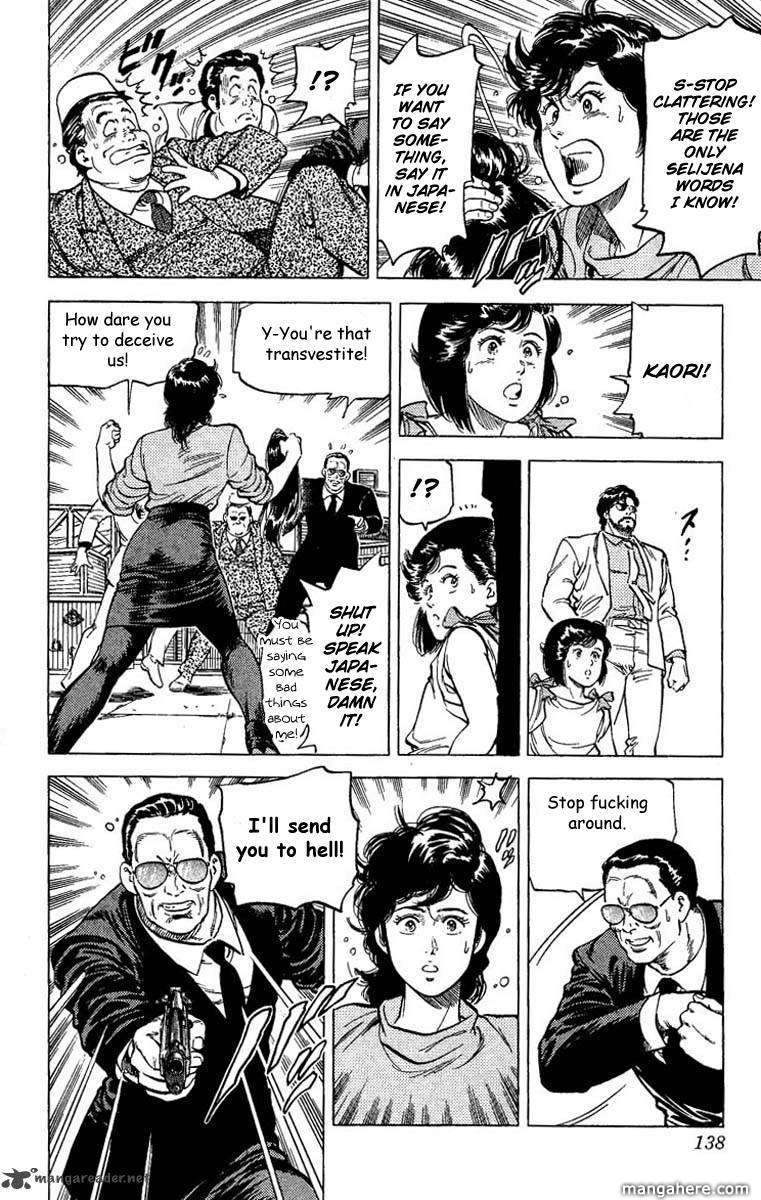 S-STOP
CLATTERING!
THOSE
ARE THE
ONLY
SELIJENA
WORDS
I KNOW!
IF YOU
WANT
TO SAY
SOME-
THING,
SAY IT
IN JAPA-
NESE!
!?
ビク
KAORI!
Y-You're that
transvestite!
How dare you
try to deceive
us!
SHUT
UP!
SPEAK
JAPA-
NESE,
DAMN
IT!
You
must be
saying
some
bad
things
about
me!
ス…
!?
Stop fucking
around.
I'll send
you to hell!
138
mangareader.net
mangahere.com